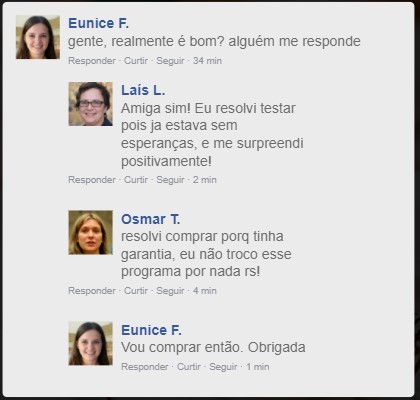 Eunice F.
gente, realmente é bom? alguém me responde
Responder · Curtir · Seguir · 34 min
Laís L.
Amiga sim! Eu resolvi testar
pois ja estava sem
esperanças, e me surpreendi
positivamente!
Responder · Curtir · Seguir · 2 min
Osmar T.
resolvi comprar porq tinha
garantia, eu não troco esse
programa por nada rs!
Responder · Curtir · Seguir · 4 min
Eunice F.
Vou comprar então. Obrigada
Responder · Curtir · Seguir · 1 min